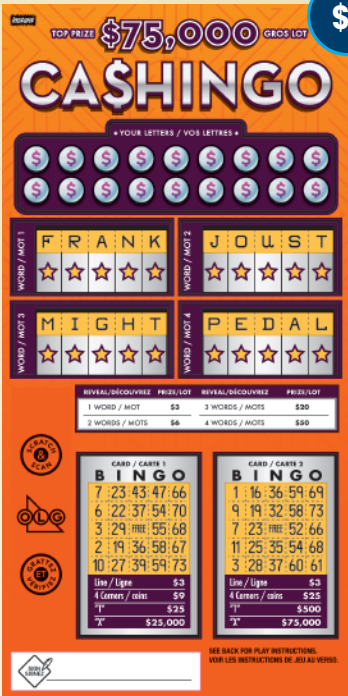 $
TOP PRIZE $75,000 GROS LOT
CA$HINGO
• YOUR LETTERS / VOS LETTRES •
$ $ $ $ $ $ $ $ $
$ $ $ $ $ $ $ $ $
WORD / MOT 1
F R A N K
WORD / MOT 2
J O U S T
WORD / MOT 3
M I G H T
WORD / MOT 4
P E D A L
REVEAL/DÉCOUVREZ PRIZE/LOT REVEAL/DÉCOUVREZ PRIZE/LOT
1 WORD / MOT $3 3 WORDS / MOTS $20
2 WORDS / MOTS $6 4 WORDS / MOTS $50
SCRATCH & SCAN
OLG
GRATTEZ ET VÉRIFIEZ
CARD / CARTE 1
B I N G O
7 23 43 47 66
6 22 37 54 70
3 29 FREE 55 68
2 19 36 58 67
10 27 39 59 73
Line / Ligne $3
4 Corners / coins $9
"T" $25
"X" $25,000
CARD / CARTE 2
B I N G O
1 16 36 59 69
9 19 32 58 73
7 23 FREE 52 66
11 25 35 54 68
3 28 37 60 61
Line / Ligne $3
4 Corners / coins $25
"T" $500
"X" $75,000
SIGN
SIGNEZ
SEE BACK FOR PLAY INSTRUCTIONS.
VOIR LES INSTRUCTIONS DE JEU AU VERSO.